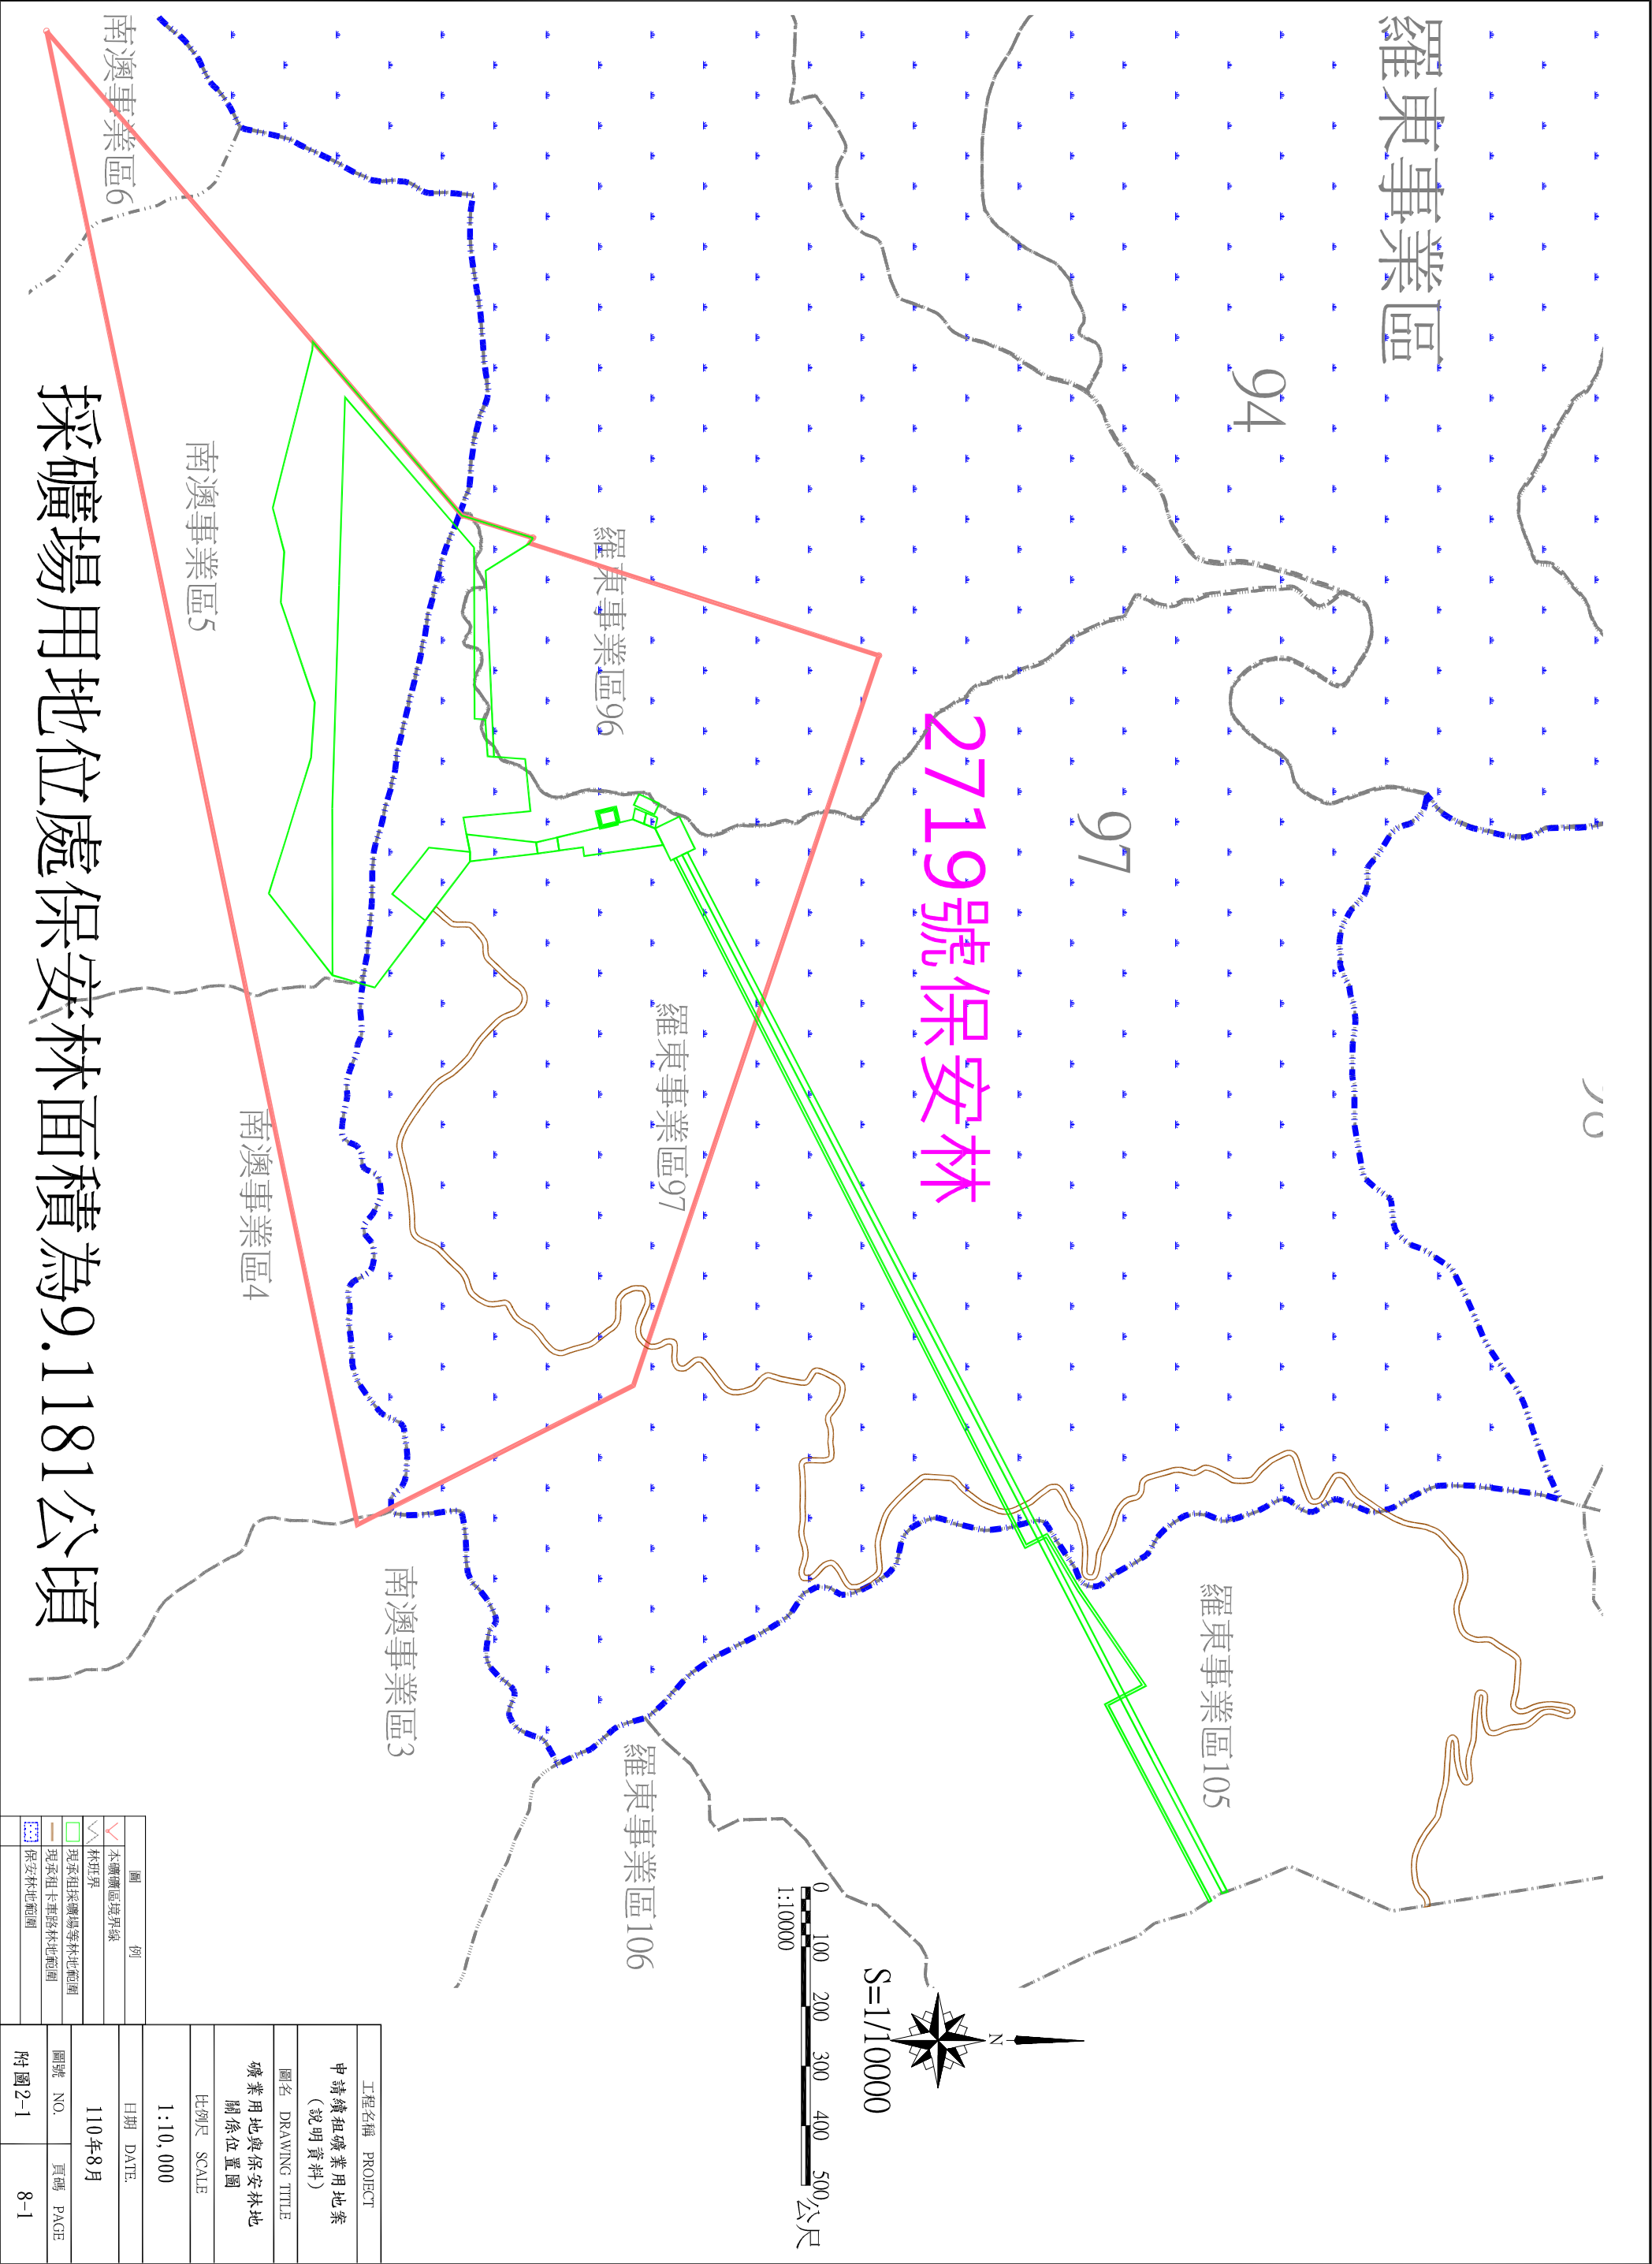 羅東事業區
94
97
2719號保安林
羅東事業區96
羅東事業區97
羅東事業區105
羅東事業區106
南澳事業區6
南澳事業區5
南澳事業區4
南澳事業區3
採礦場用地位處保安林面積為9.1181公頃
N
S=1/10000
0 100 200 300 400 500公尺
1:10000
圖 例
本礦礦區境界線
林班界
現承租採礦場等林地範圍
現承租卡車路林地範圍
保安林地範圍
工程名稱 PROJECT
申請續租礦業用地案
(說明資料)
圖名 DRAWING TITLE
礦業用地與保安林地
關係位置圖
比例尺 SCALE
1:10,000
日期 DATE.
110年8月
圖號 NO. 頁碼 PAGE
附圖2-1 8-1